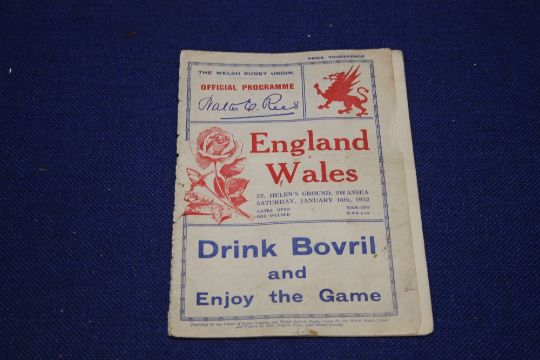 PRICE THREEPENCE
THE WELSH RUGBY UNION
OFFICIAL PROGRAMME
Walter E. Rees
England
Wales
ST. HELEN'S GROUND, SWANSEA
SATURDAY, JANUARY 16th, 1932
GATES OPEN
ONE O'CLOCK
KICK-OFF
2.45 p.m.
Drink Bovril
and
Enjoy the Game